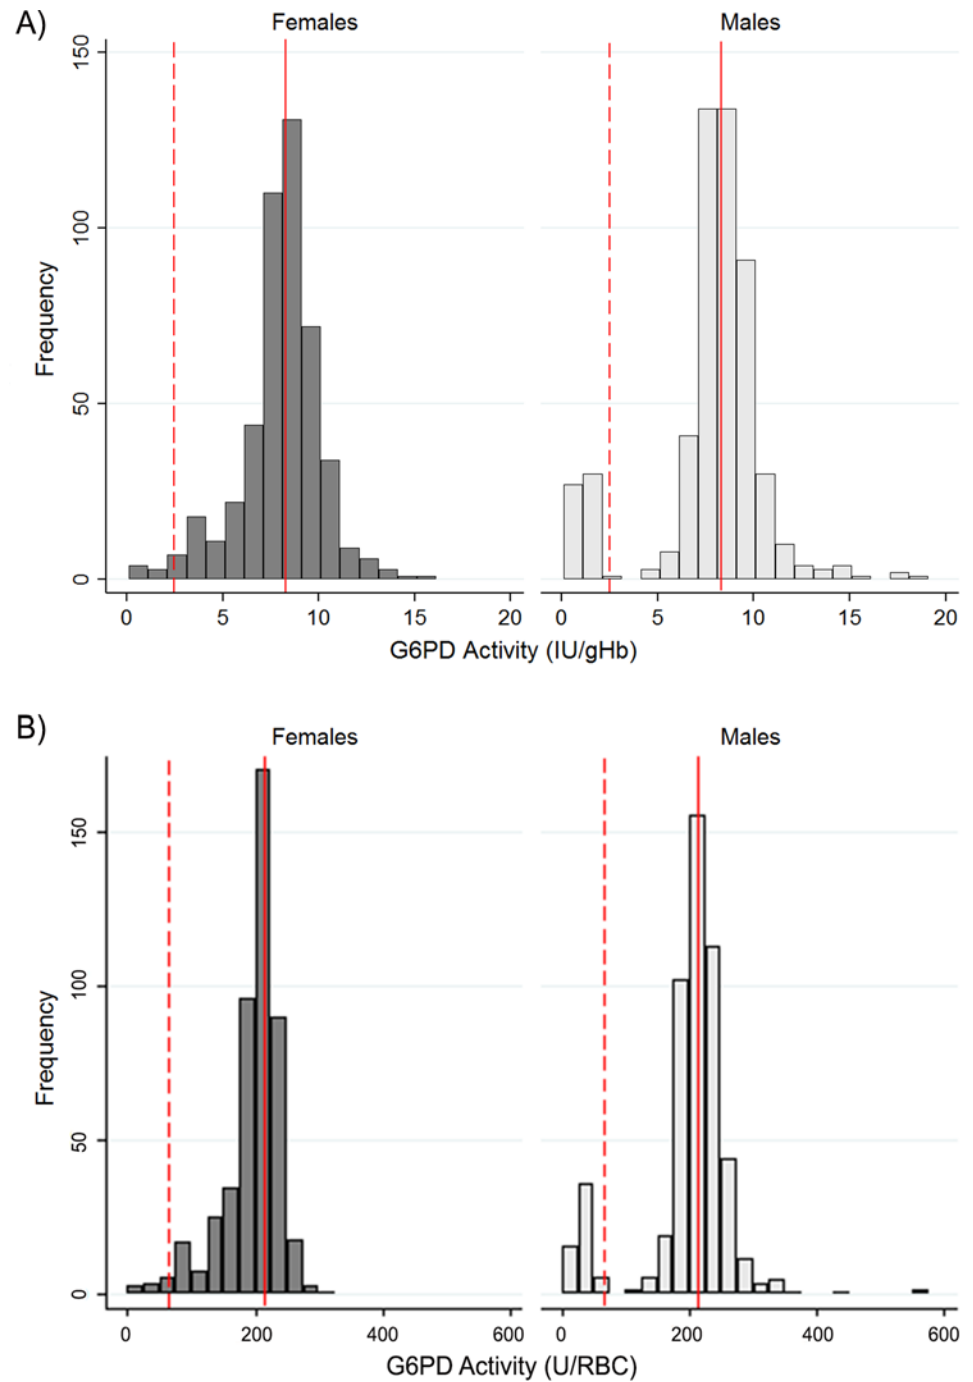 A)
Females Males
150
100
50
0
Frequency
0 5 10 15 20 0 5 10 15 20
G6PD Activity (IU/gHb)
B)
Females Males
150
100
50
0
Frequency
0 200 400 600 0 200 400 600
G6PD Activity (U/RBC)